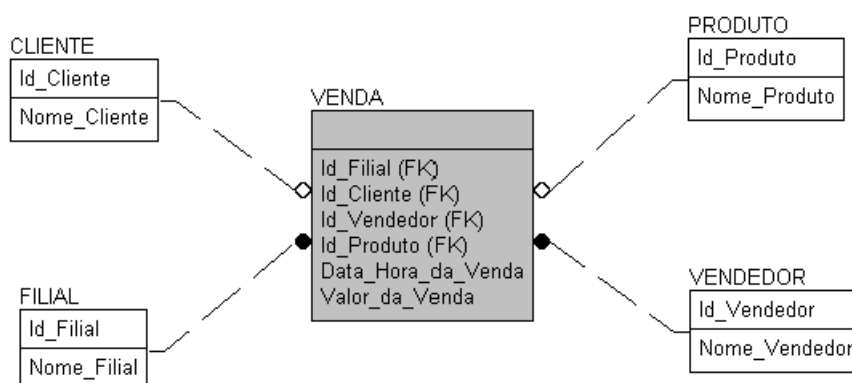 CLIENTE
Id_Cliente
Nome_Cliente
VENDA
Id_Filial (FK)
Id_Cliente (FK)
Id_Vendedor (FK)
Id_Produto (FK)
Data_Hora_da_Venda
Valor_da_Venda
PRODUTO
Id_Produto
Nome_Produto
FILIAL
Id_Filial
Nome_Filial
VENDEDOR
Id_Vendedor
Nome_Vendedor